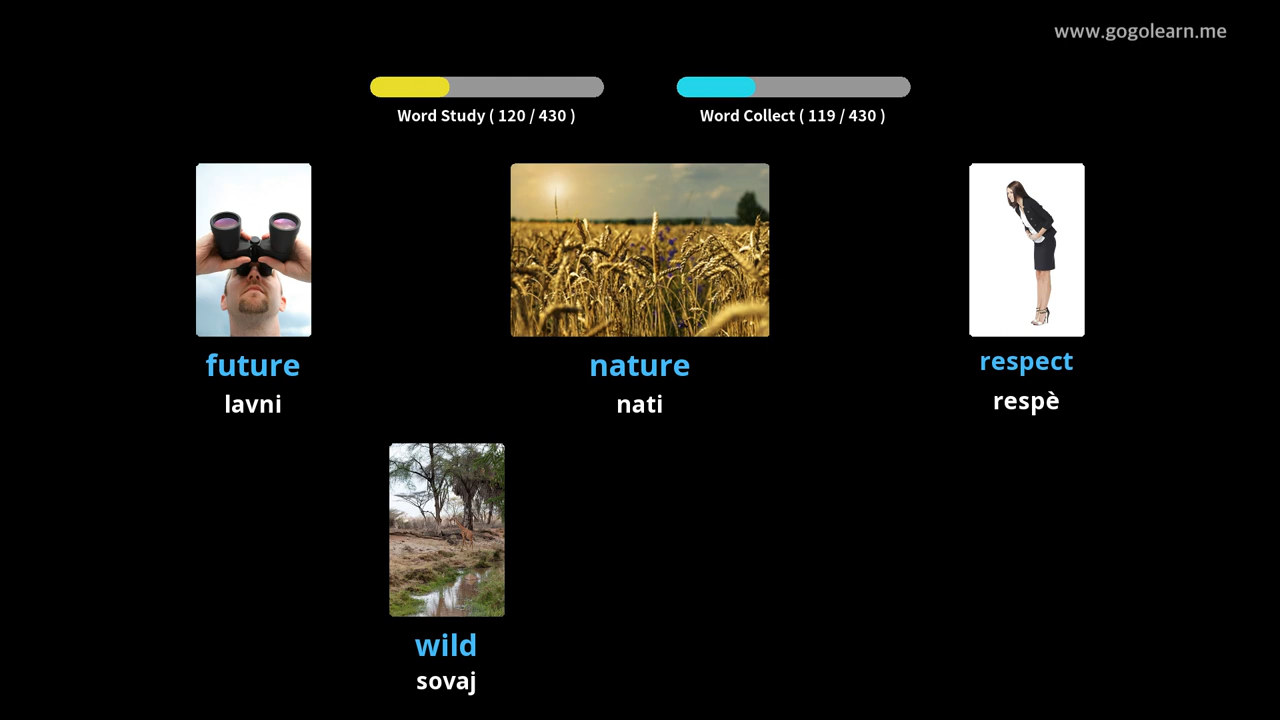 www.gogolearn.me
Word Study ( 120 / 430 )
Word Collect ( 119 / 430 )
future
lavni
nature
nati
respect
respè
wild
sovaj